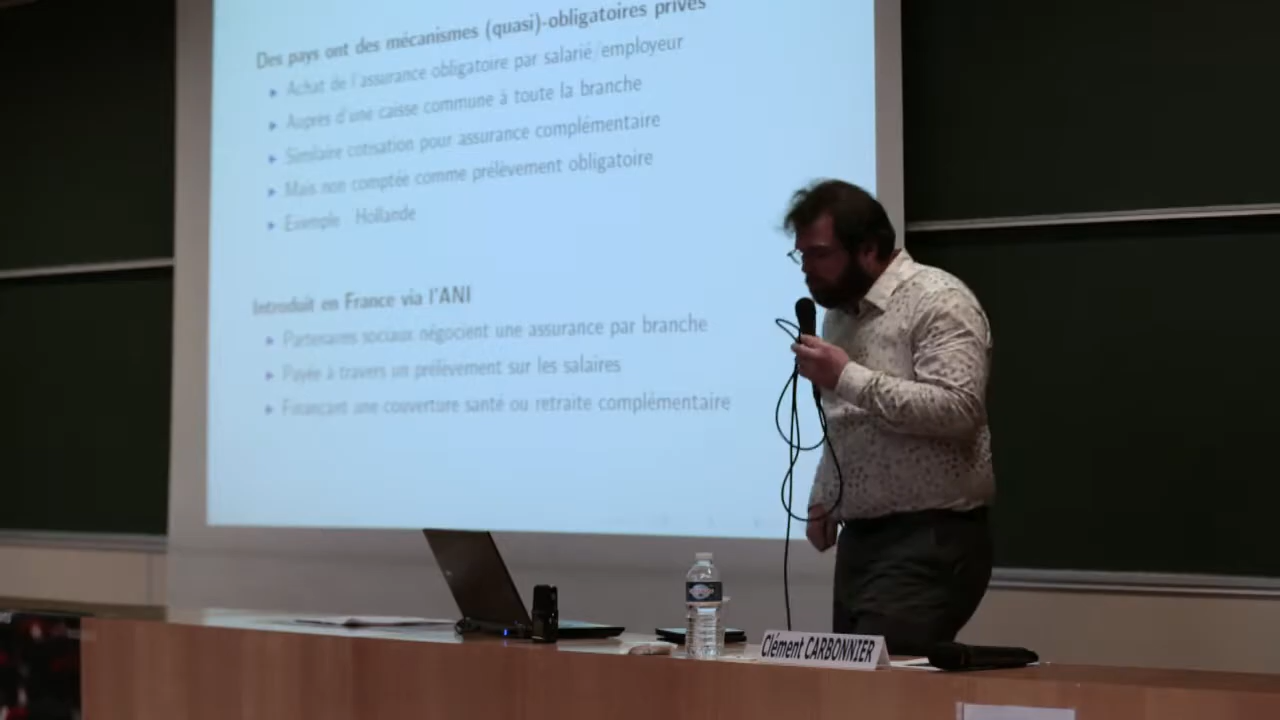 Des pays ont des mécanismes (quasi)-obligatoires privés
Achat de l'assurance obligatoire par salarié/employeur
Auprès d'une caisse commune à toute la branche
Similaire cotisation pour assurance complémentaire
Mais non comptée comme prélèvement obligatoire
Exemple : Hollande
Introduit en France via l'ANI
Partenaires sociaux négocient une assurance par branche
Payée à travers un prélèvement sur les salaires
Finançant une couverture santé ou retraite complémentaire
Clément CARBONNIER